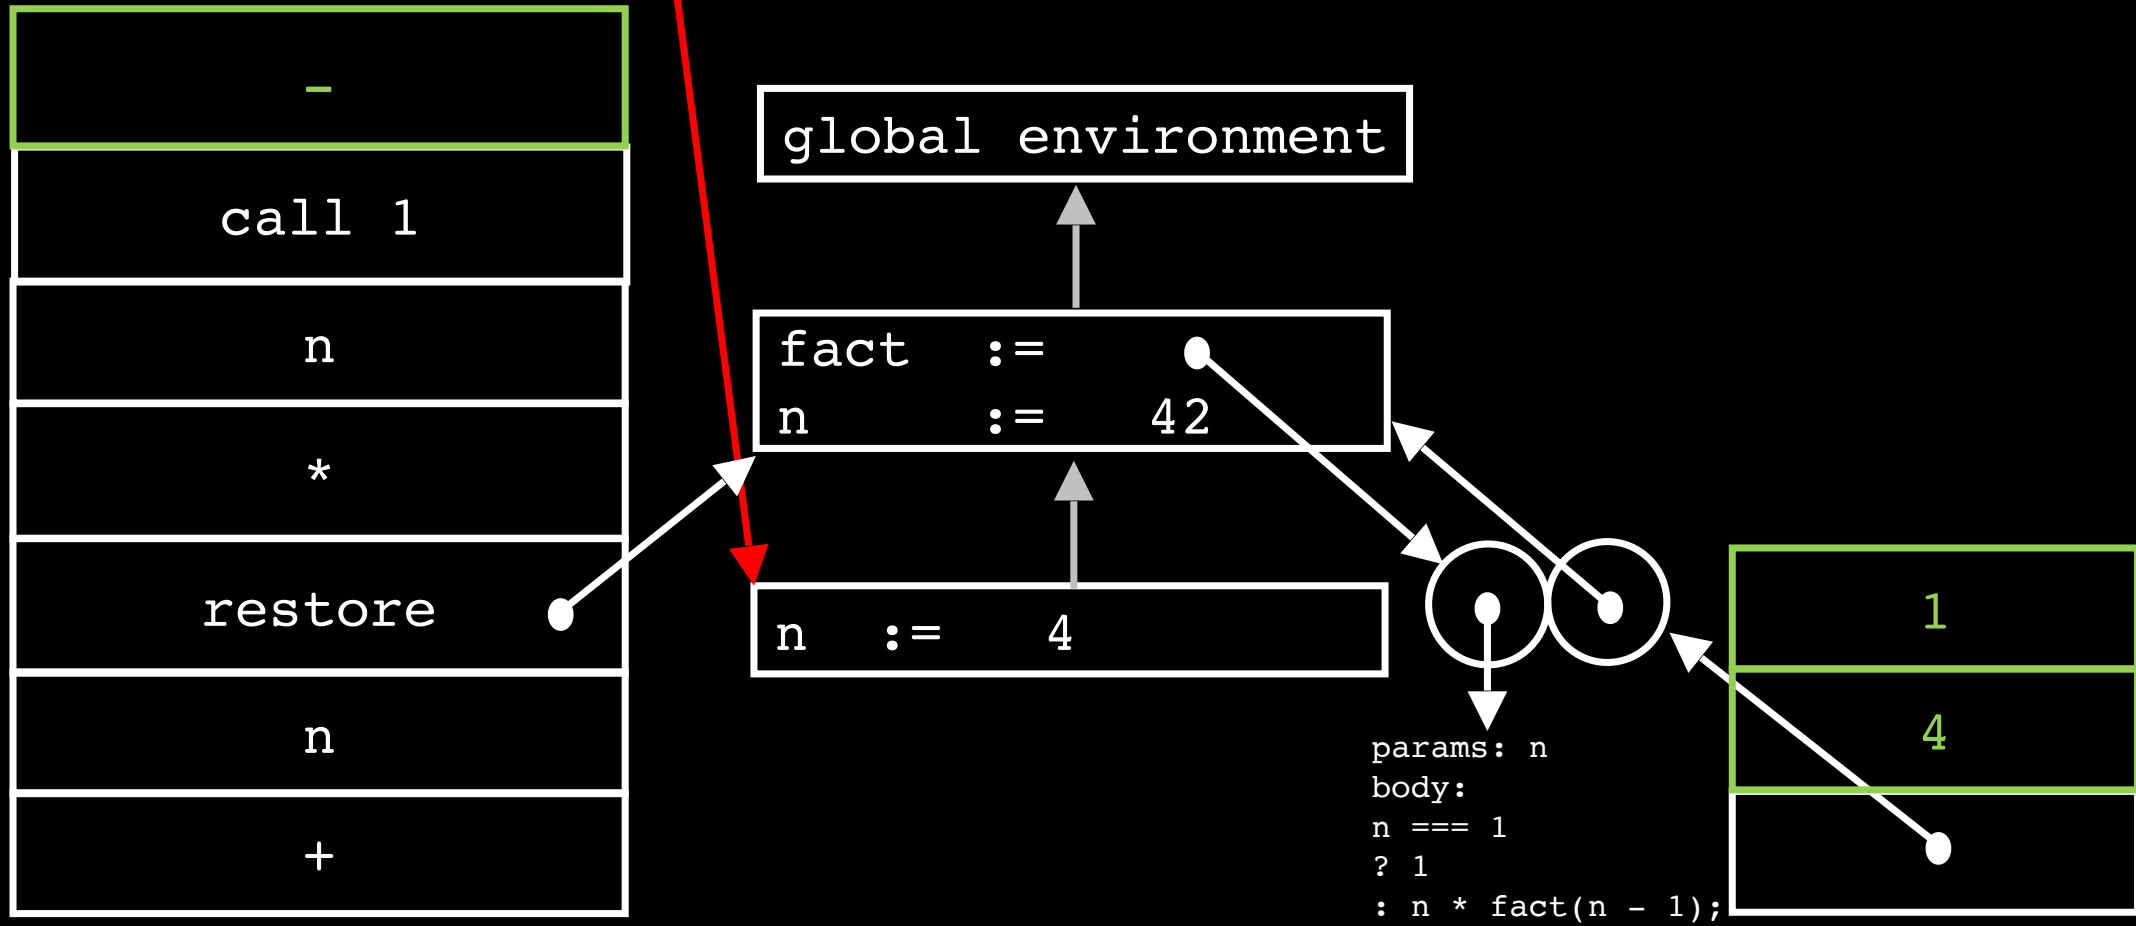 -
call 1
n
*
restore
n
+
global environment
fact :=
n := 42
n := 4
params: n
body:
n === 1
? 1
: n * fact(n - 1);
1
4